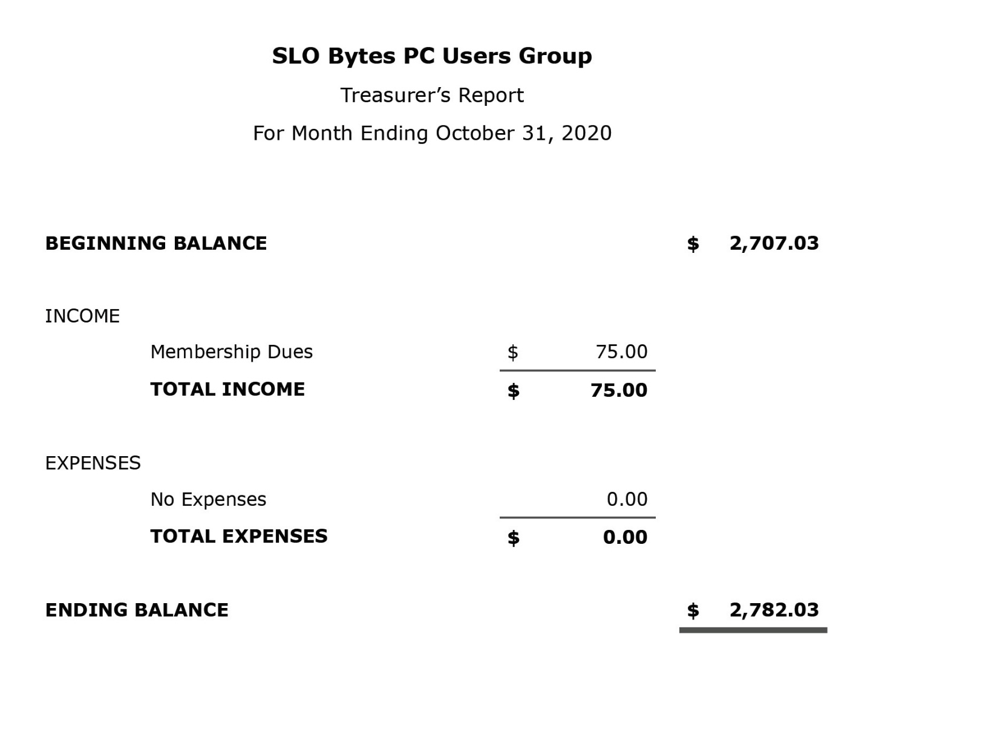 SLO Bytes PC Users Group
Treasurer’s Report
For Month Ending October 31, 2020
BEGINNING BALANCE $ 2,707.03
INCOME
Membership Dues $ 75.00
TOTAL INCOME $ 75.00
EXPENSES
No Expenses 0.00
TOTAL EXPENSES $ 0.00
ENDING BALANCE $ 2,782.03